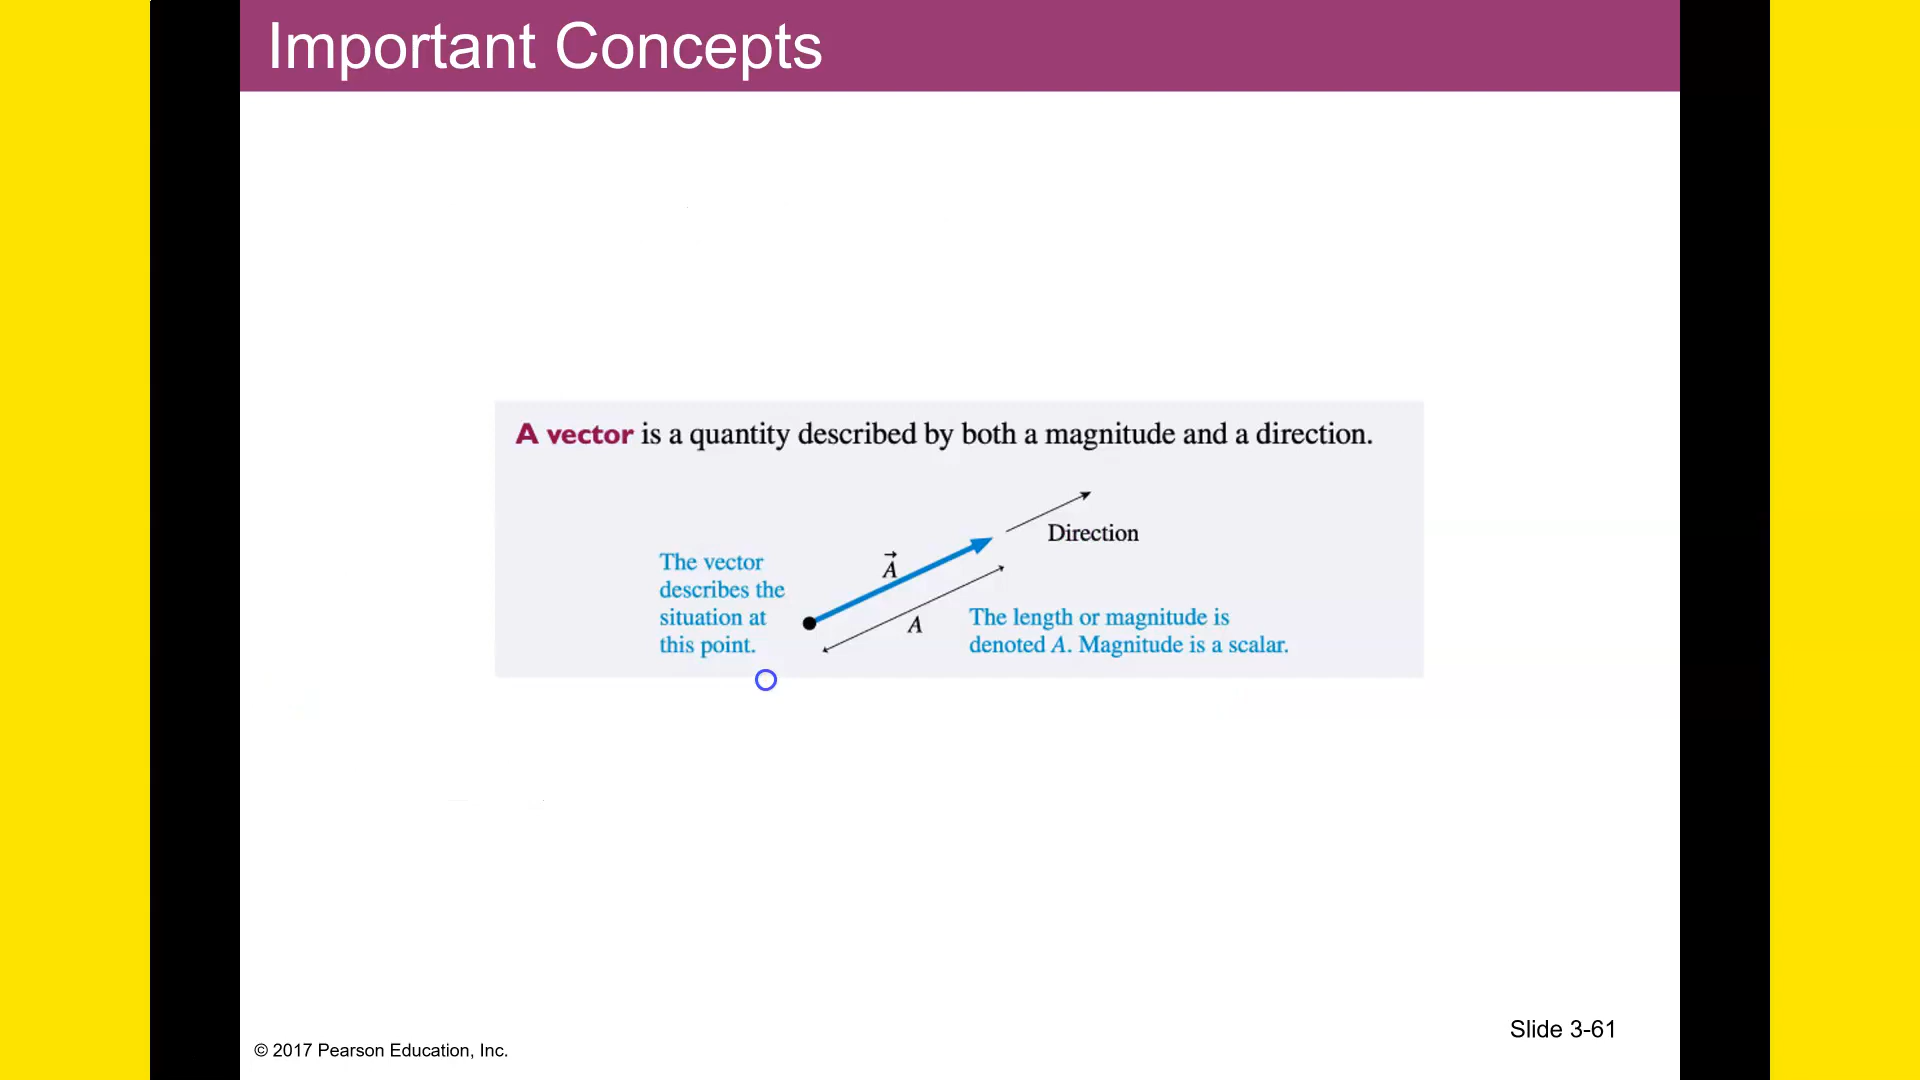 Important Concepts
A vector is a quantity described by both a magnitude and a direction.
Direction
The vector
describes the
situation at
this point.
A⃗
A
The length or magnitude is
denoted A. Magnitude is a scalar.
Slide 3-61
© 2017 Pearson Education, Inc.